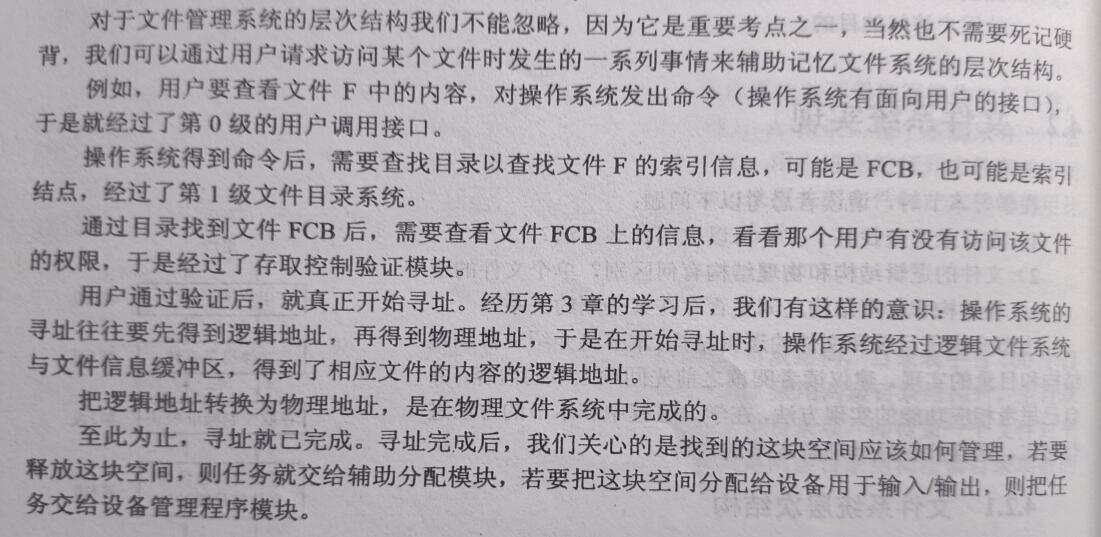 对于文件管理系统的层次结构我们不能忽略，因为它是重要考点之一，当然也不需要死记硬
背，我们可以通过用户请求访问某个文件时发生的一系列事情来辅助记忆文件系统的层次结构。
例如，用户要查看文件 F 中的内容，对操作系统发出命令（操作系统有面向用户的接口），
于是就经过了第 0 级的用户调用接口。
操作系统得到命令后，需要查找目录以查找文件 F 的索引信息，可能是 FCB，也可能是索引
结点，经过了第 1 级文件目录系统。
通过目录找到文件 FCB 后，需要查看文件 FCB 上的信息，看看那个用户有没有访问该文件
的权限，于是经过了存取控制验证模块。
用户通过验证后，就真正开始寻址。经历第 3 章的学习后，我们有这样的意识：操作系统的
寻址往往要先得到逻辑地址，再得到物理地址，于是在开始寻址时，操作系统经过逻辑文件系统
与文件信息缓冲区，得到了相应文件的内容的逻辑地址。
把逻辑地址转换为物理地址，是在物理文件系统中完成的。
至此为止，寻址就已完成。寻址完成后，我们关心的是找到的这块空间应该如何管理，若要
释放这块空间，则任务就交给辅助分配模块，若要把这块空间分配给设备用于输入/输出，则把任
务交给设备管理程序模块。